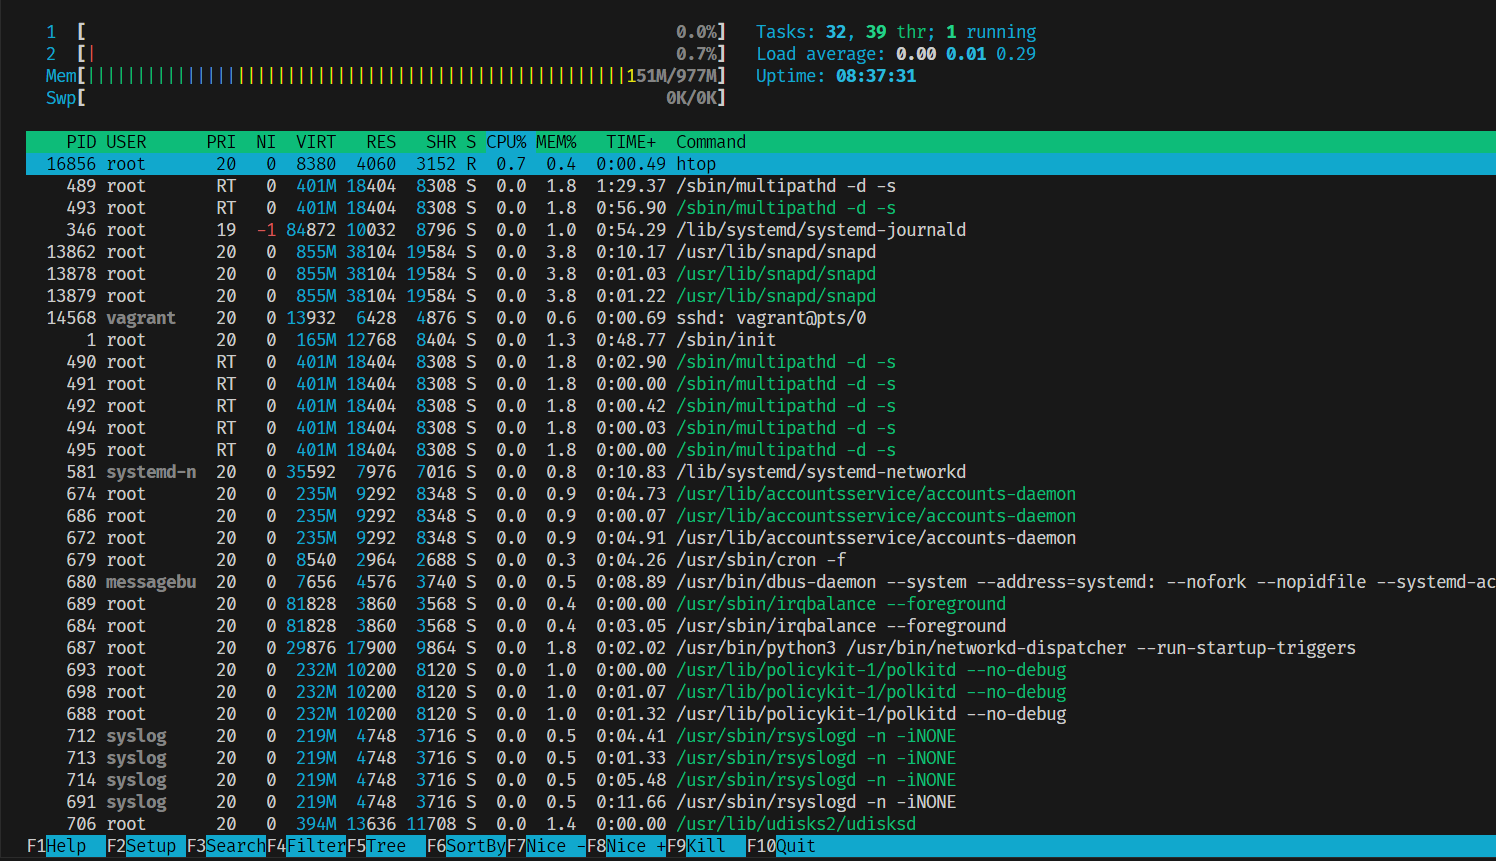 1 [ 0.0%] Tasks: 32, 39 thr; 1 running
2 [| 0.7%] Load average: 0.00 0.01 0.29
Mem[|||||||||||||||||||||||||||||||||||||||||||||||||||||||151M/977M] Uptime: 08:37:31
Swp[ 0K/0K]
PID USER PRI NI VIRT RES SHR S CPU% MEM% TIME+ Command
16856 root 20 0 8380 4060 3152 R 0.7 0.4 0:00.49 htop
489 root RT 0 401M 18404 8308 S 0.0 1.8 1:29.37 /sbin/multipathd -d -s
493 root RT 0 401M 18404 8308 S 0.0 1.8 0:56.90 /sbin/multipathd -d -s
346 root 19 -1 84872 10032 8796 S 0.0 1.0 0:54.29 /lib/systemd/systemd-journald
13862 root 20 0 855M 38104 19584 S 0.0 3.8 0:10.17 /usr/lib/snapd/snapd
13878 root 20 0 855M 38104 19584 S 0.0 3.8 0:01.03 /usr/lib/snapd/snapd
13879 root 20 0 855M 38104 19584 S 0.0 3.8 0:01.22 /usr/lib/snapd/snapd
14568 vagrant 20 0 13932 6428 4876 S 0.0 0.6 0:00.69 sshd: vagrant@pts/0
1 root 20 0 165M 12768 8404 S 0.0 1.3 0:48.77 /sbin/init
490 root RT 0 401M 18404 8308 S 0.0 1.8 0:02.90 /sbin/multipathd -d -s
491 root RT 0 401M 18404 8308 S 0.0 1.8 0:00.00 /sbin/multipathd -d -s
492 root RT 0 401M 18404 8308 S 0.0 1.8 0:00.42 /sbin/multipathd -d -s
494 root RT 0 401M 18404 8308 S 0.0 1.8 0:00.03 /sbin/multipathd -d -s
495 root RT 0 401M 18404 8308 S 0.0 1.8 0:00.00 /sbin/multipathd -d -s
581 systemd-n 20 0 35592 7976 7016 S 0.0 0.8 0:10.83 /lib/systemd/systemd-networkd
674 root 20 0 235M 9292 8348 S 0.0 0.9 0:04.73 /usr/lib/accountsservice/accounts-daemon
686 root 20 0 235M 9292 8348 S 0.0 0.9 0:00.07 /usr/lib/accountsservice/accounts-daemon
672 root 20 0 235M 9292 8348 S 0.0 0.9 0:04.91 /usr/lib/accountsservice/accounts-daemon
679 root 20 0 8540 2964 2688 S 0.0 0.3 0:04.26 /usr/sbin/cron -f
680 messagebu 20 0 7656 4576 3740 S 0.0 0.5 0:08.89 /usr/bin/dbus-daemon --system --address=systemd: --nofork --nopidfile --systemd-ac
689 root 20 0 81828 3860 3568 S 0.0 0.4 0:00.00 /usr/sbin/irqbalance --foreground
684 root 20 0 81828 3860 3568 S 0.0 0.4 0:03.05 /usr/sbin/irqbalance --foreground
687 root 20 0 29876 17900 9864 S 0.0 1.8 0:02.02 /usr/bin/python3 /usr/bin/networkd-dispatcher --run-startup-triggers
693 root 20 0 232M 10200 8120 S 0.0 1.0 0:00.00 /usr/lib/policykit-1/polkitd --no-debug
698 root 20 0 232M 10200 8120 S 0.0 1.0 0:01.07 /usr/lib/policykit-1/polkitd --no-debug
688 root 20 0 232M 10200 8120 S 0.0 1.0 0:01.32 /usr/lib/policykit-1/polkitd --no-debug
712 syslog 20 0 219M 4748 3716 S 0.0 0.5 0:04.41 /usr/sbin/rsyslogd -n -iNONE
713 syslog 20 0 219M 4748 3716 S 0.0 0.5 0:01.33 /usr/sbin/rsyslogd -n -iNONE
714 syslog 20 0 219M 4748 3716 S 0.0 0.5 0:05.48 /usr/sbin/rsyslogd -n -iNONE
691 syslog 20 0 219M 4748 3716 S 0.0 0.5 0:11.66 /usr/sbin/rsyslogd -n -iNONE
706 root 20 0 394M 13636 11708 S 0.0 1.4 0:00.00 /usr/lib/udisks2/udisksd
F1Help F2Setup F3SearchF4FilterF5Tree F6SortByF7Nice -F8Nice +F9Kill F10Quit